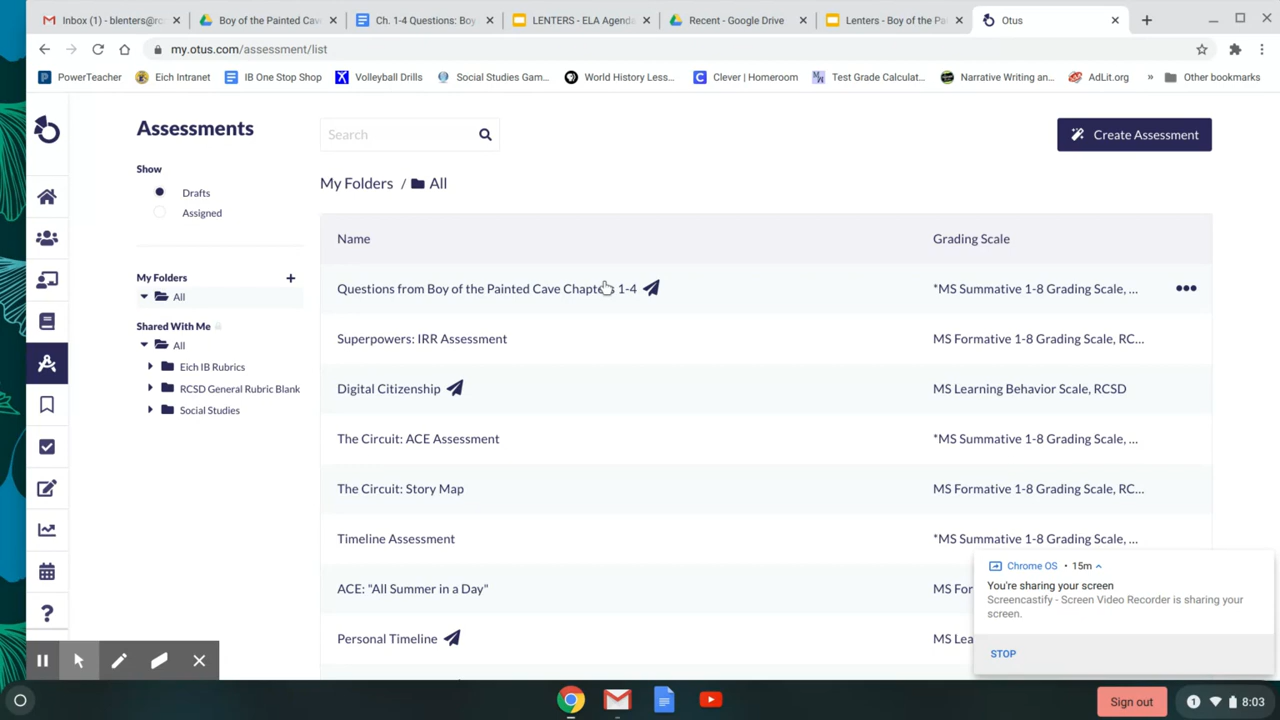 Inbox (91) - blenters@rc
Boy of the Painted Cav
Ch. 1-4 Questions: Boy
LENTERS - ELA Agenda
Recent - Google Drive
Lenters - Boy of the Pai
Otus
my.otus.com/assessment/list
PowerTeacher
Eich Intranet
IB One Stop Shop
Volleyball Drills
Social Studies Gam...
World History Less...
Clever | Homeroom
Test Grade Calculat...
Narrative Writing an...
AdLit.org
»
Other bookmarks
Assessments
Search
Create Assessment
Show
Drafts
Assigned
My Folders / All
My Folders +
All
Shared With Me
All
Eich IB Rubrics
RCSD General Rubric Blank
Social Studies
Name Grading Scale
Questions from Boy of the Painted Cave Chapters 1-4 *MS Summative 1-8 Grading Scale, ...
Superpowers: IRR Assessment MS Formative 1-8 Grading Scale, RC...
Digital Citizenship MS Learning Behavior Scale, RCSD
The Circuit: ACE Assessment *MS Summative 1-8 Grading Scale, ...
The Circuit: Story Map MS Formative 1-8 Grading Scale, RC...
Timeline Assessment *MS Summative 1-8 Grading Scale, ...
ACE: "All Summer in a Day" MS For
Personal Timeline MS Lea
Chrome OS • 15m
You're sharing your screen
Screencastify - Screen Video Recorder is sharing your
screen.
STOP
?
Sign out
1
8:03